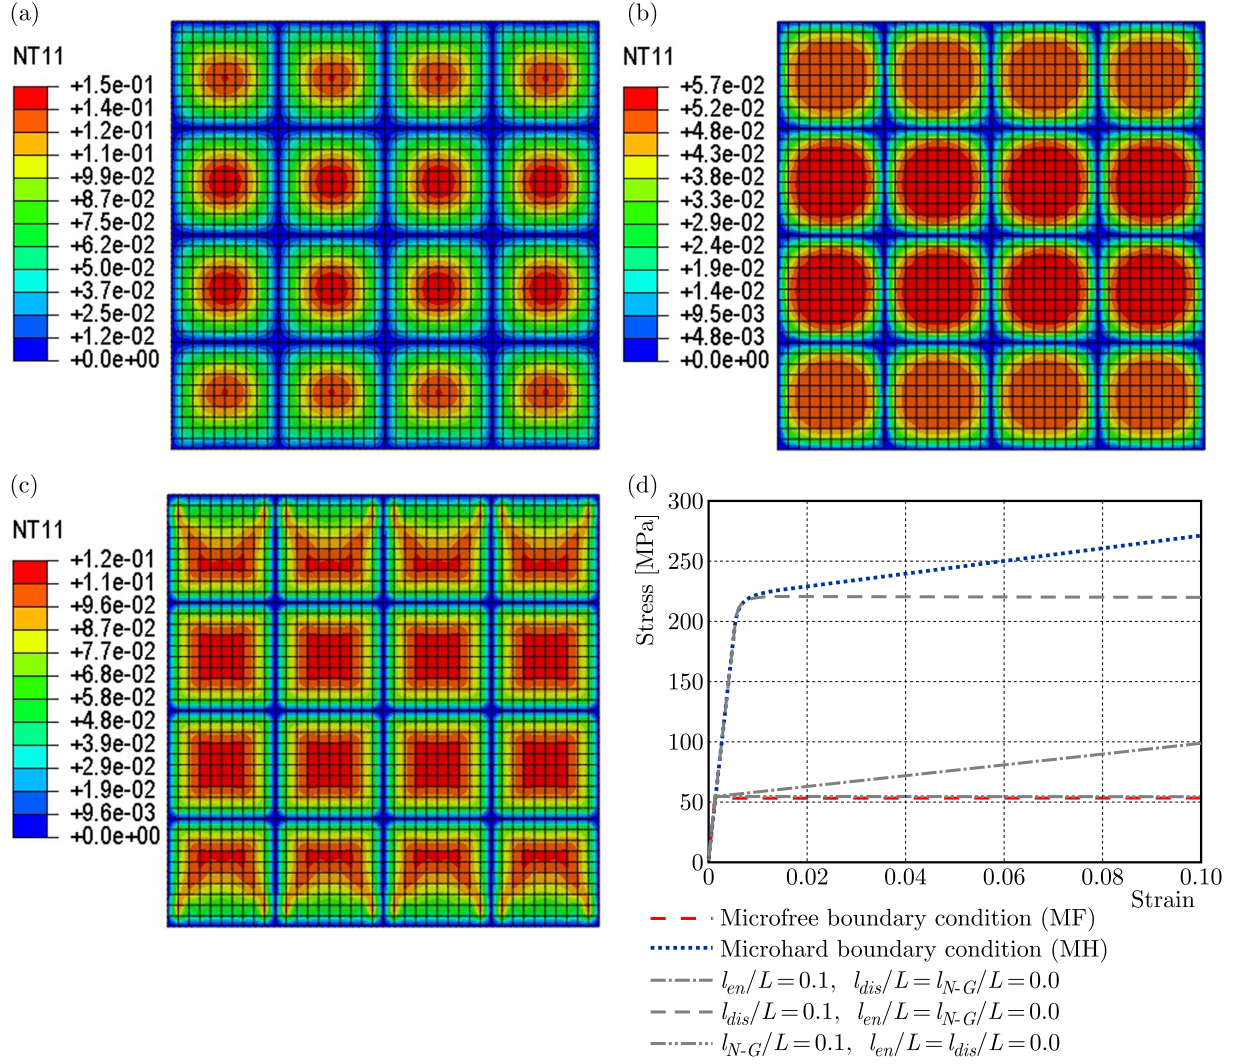 (a)
NT11
+1.5e-01
+1.4e-01
+1.2e-01
+1.1e-01
+9.9e-02
+8.7e-02
+7.5e-02
+6.2e-02
+5.0e-02
+3.7e-02
+2.5e-02
+1.2e-02
+0.0e+00
(b)
NT11
+5.7e-02
+5.2e-02
+4.8e-02
+4.3e-02
+3.8e-02
+3.3e-02
+2.9e-02
+2.4e-02
+1.9e-02
+1.4e-02
+9.5e-03
+4.8e-03
+0.0e+00
(c)
NT11
+1.2e-01
+1.1e-01
+9.6e-02
+8.7e-02
+7.7e-02
+6.8e-02
+5.8e-02
+4.8e-02
+3.9e-02
+2.9e-02
+1.9e-02
+9.6e-03
+0.0e+00
(d)
300
250
200
150
100
50
0
Stress [MPa]
0 0.02 0.04 0.06 0.08 0.10
Strain
Microfree boundary condition (MF)
Microhard boundary condition (MH)
l_en/L = 0.1, l_dis/L = l_N-G/L = 0.0
l_dis/L = 0.1, l_en/L = l_N-G/L = 0.0
l_N-G/L = 0.1, l_en/L = l_dis/L = 0.0